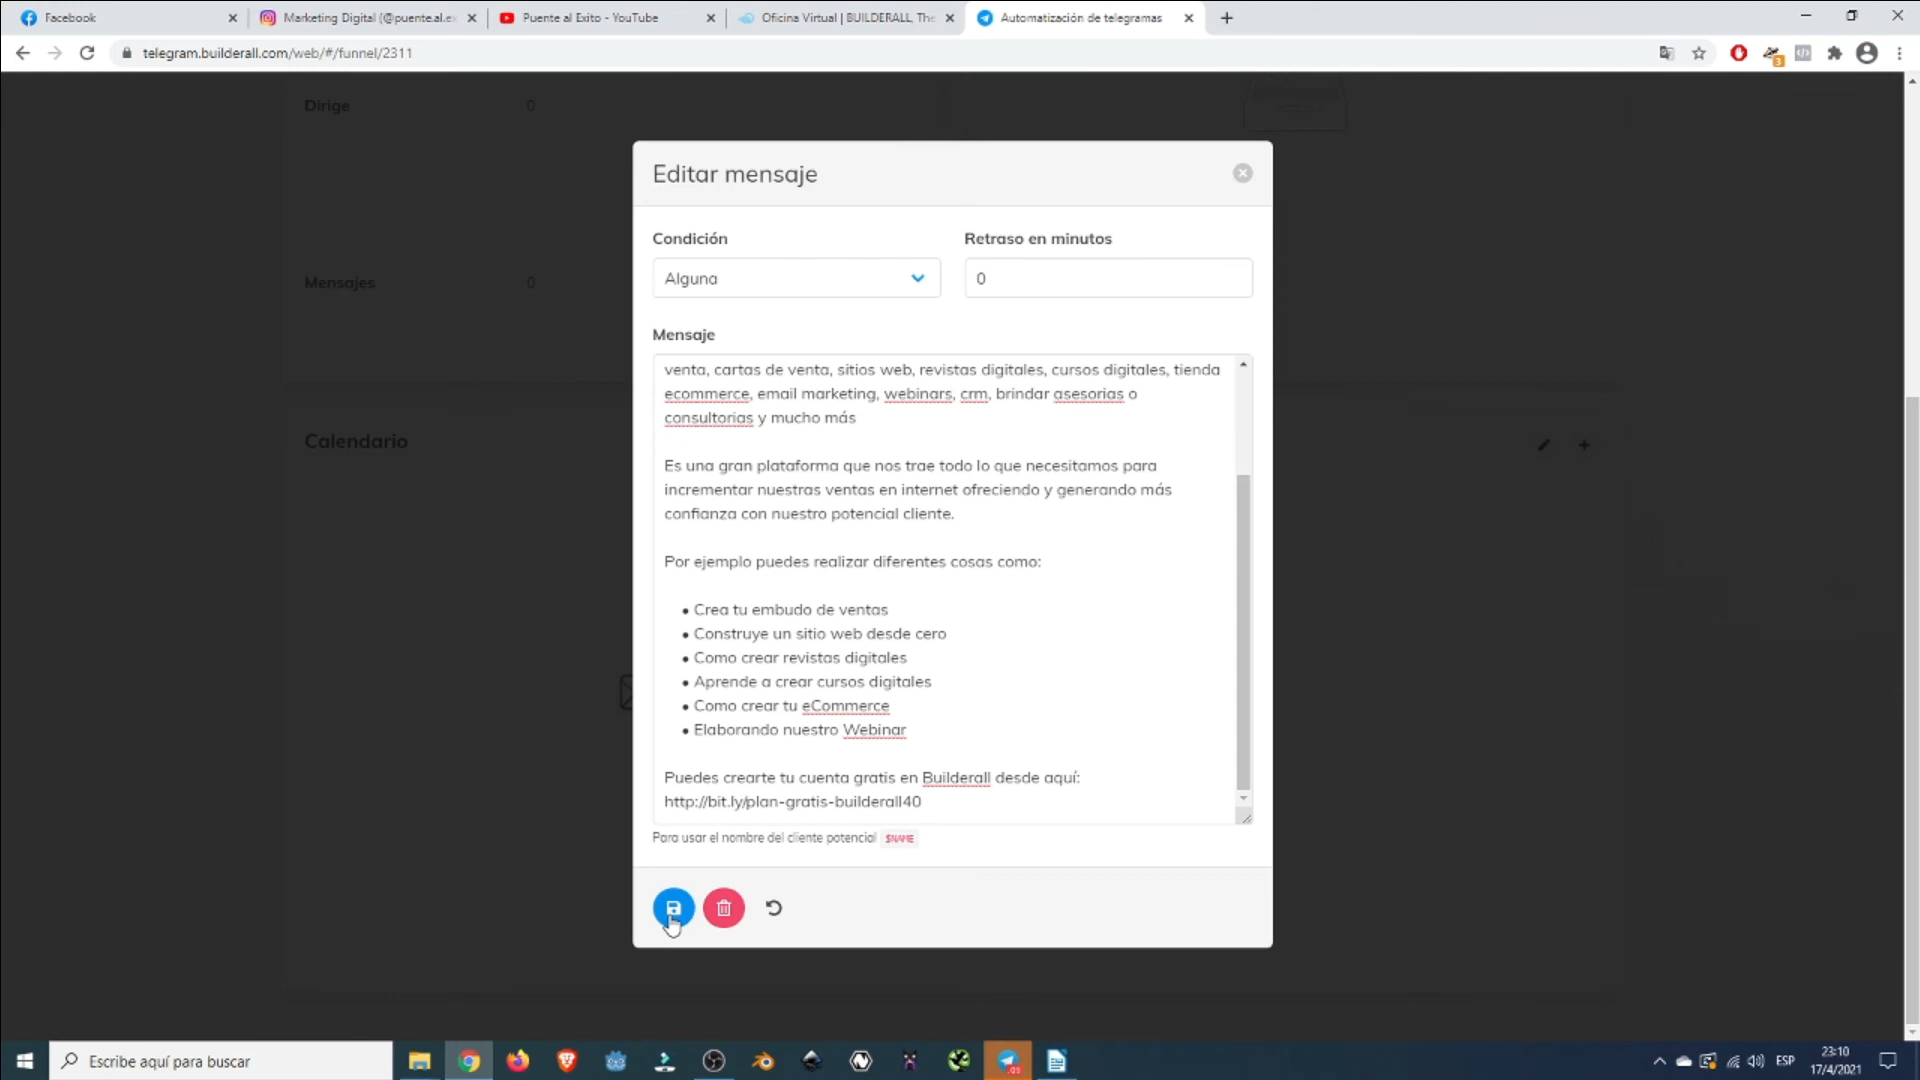 Facebook
Marketing Digital (@puente.al.ex
Puente al Exito - YouTube
Oficina Virtual | BUILDERALL, The
Automatización de telegramas
telegram.builderall.com/web/#/funnel/2311
3
Dirige 0
Mensajes 0
Calendario
Editar mensaje
Condición
Retraso en minutos
Alguna
0
Mensaje
venta, cartas de venta, sitios web, revistas digitales, cursos digitales, tienda
ecommerce, email marketing, webinars, crm, brindar asesorias o
consultorias y mucho más
Es una gran plataforma que nos trae todo lo que necesitamos para
incrementar nuestras ventas en internet ofreciendo y generando más
confianza con nuestro potencial cliente.
Por ejemplo puedes realizar diferentes cosas como:
• Crea tu embudo de ventas
• Construye un sitio web desde cero
• Como crear revistas digitales
• Aprende a crear cursos digitales
• Como crear tu eCommerce
• Elaborando nuestro Webinar
Puedes crearte tu cuenta gratis en Builderall desde aquí:
http://bit.ly/plan-gratis-builderall40
Para usar el nombre del cliente potencial $NAME
Escribe aquí para buscar
ESP
23:10
17/4/2021